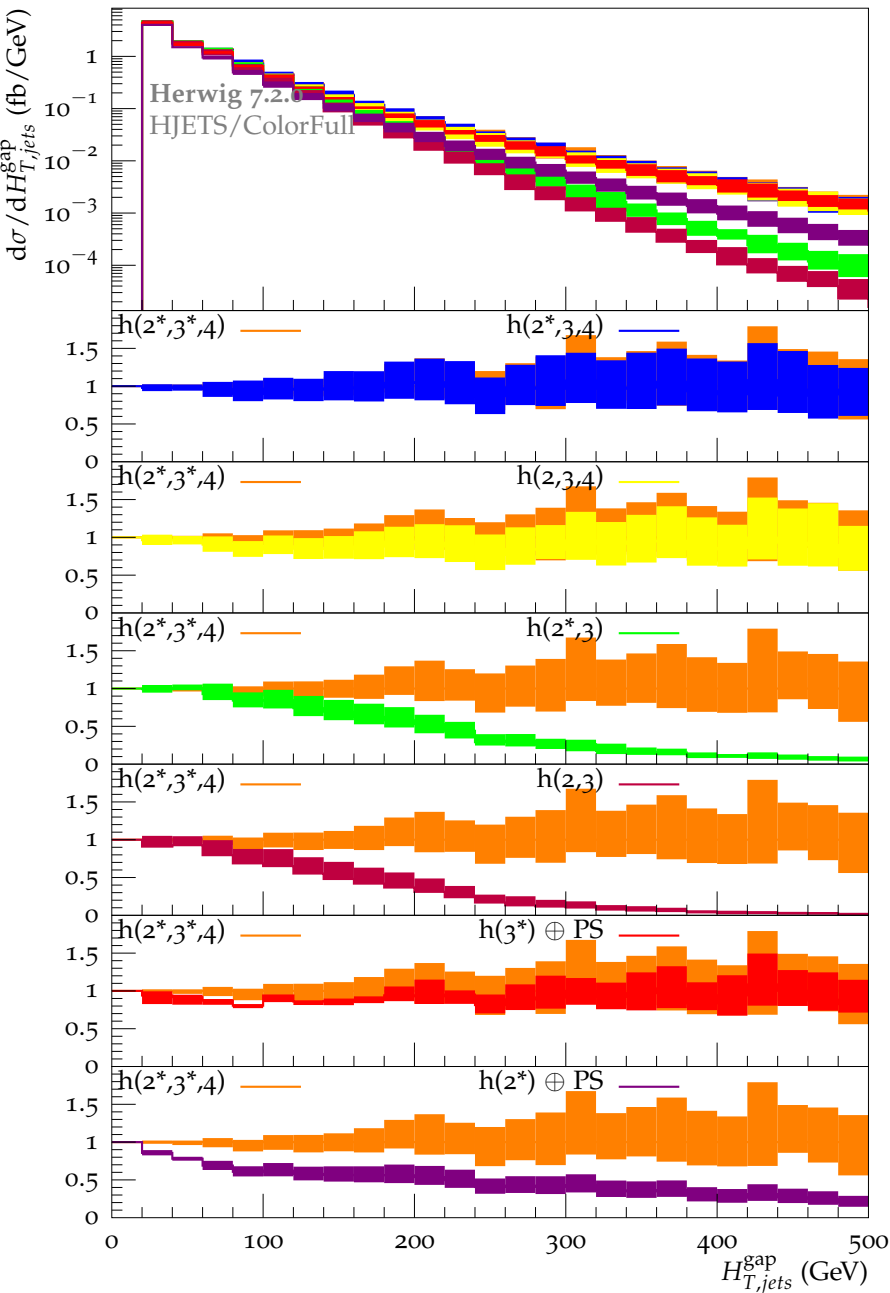 dσ/dH_{T,jets}^{gap} (fb/GeV)
1
10⁻¹
10⁻²
10⁻³
10⁻⁴
Herwig 7.2.0
HJETS/ColorFull
h(2*,3*,4) h(2*,3,4)
1.5
1
0.5
0
h(2*,3*,4) h(2,3,4)
1.5
1
0.5
0
h(2*,3*,4) h(2*,3)
1.5
1
0.5
0
h(2*,3*,4) h(2,3)
1.5
1
0.5
0
h(2*,3*,4) h(3*) ⊕ PS
1.5
1
0.5
0
h(2*,3*,4) h(2*) ⊕ PS
1.5
1
0.5
0
0 100 200 300 400 500
H_{T,jets}^{gap} (GeV)